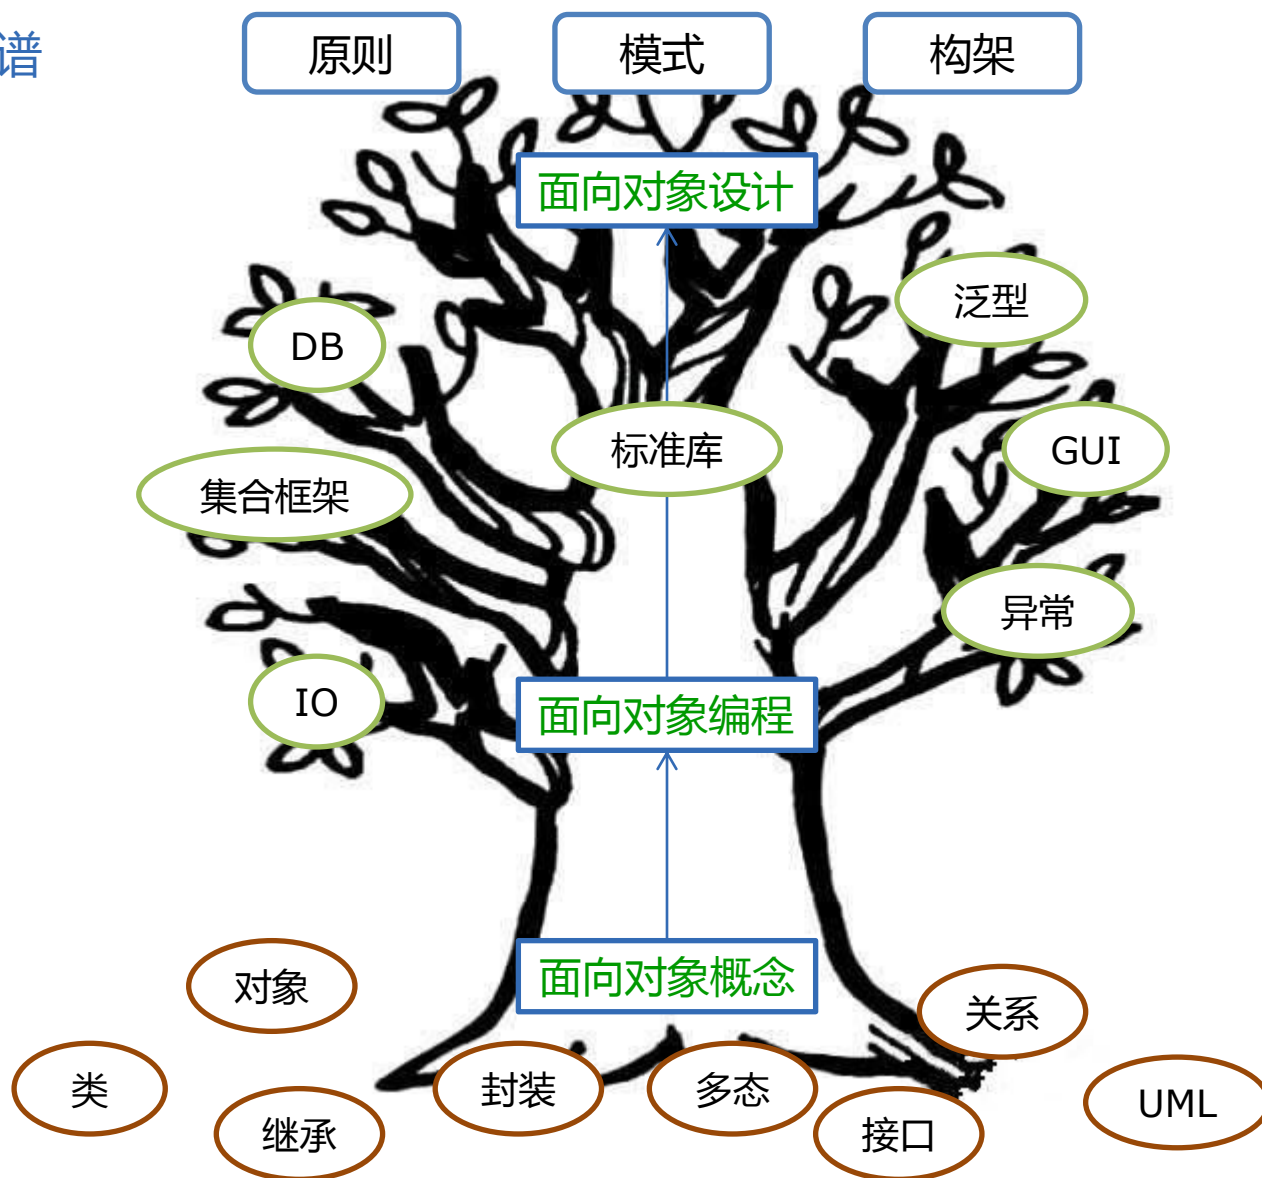 谱
原则
模式
构架
面向对象设计
泛型
DB
标准库
GUI
集合框架
异常
IO
面向对象编程
面向对象概念
对象
关系
类
封装
多态
UML
继承
接口